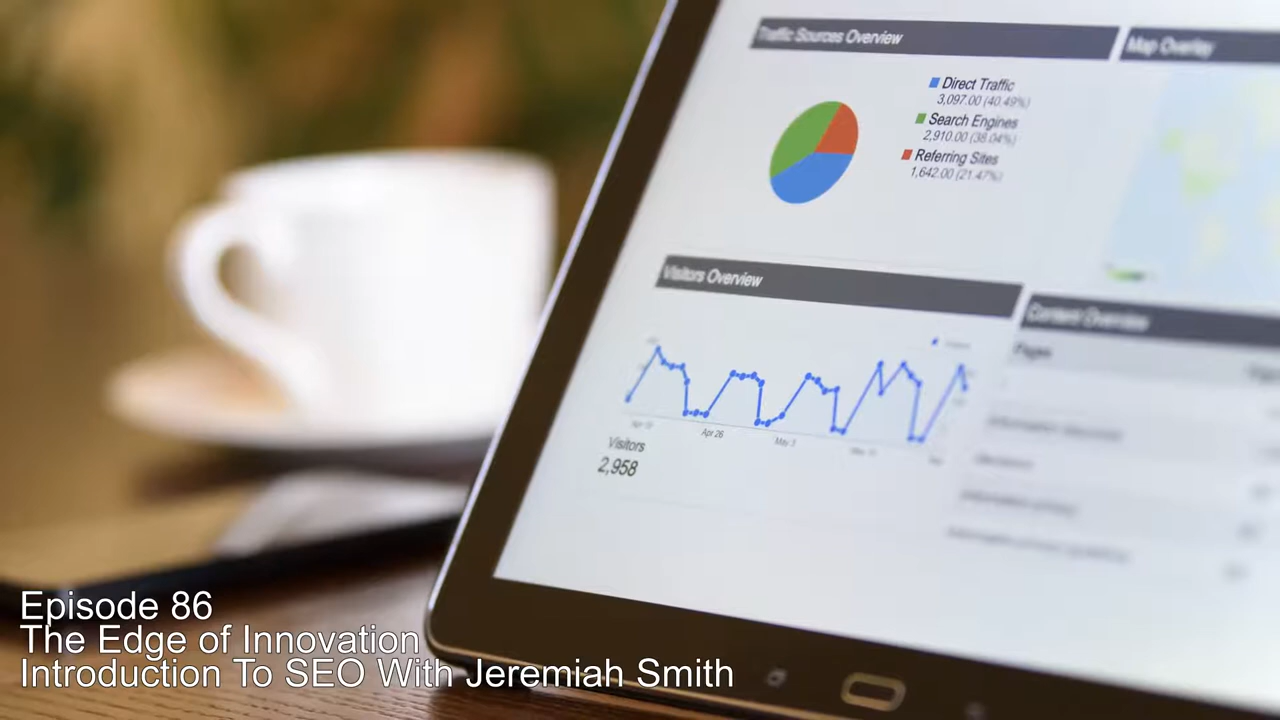 Traffic Sources Overview
Map Overlay
Direct Traffic
3,097.00 (40.49%)
Search Engines
2,910.00 (38.04%)
Referring Sites
1,642.00 (21.47%)
Visitors Overview
Content Overview
Pages
Apr 26
May 3
Visitors
2,958
Episode 86
The Edge of Innovation
Introduction To SEO With Jeremiah Smith